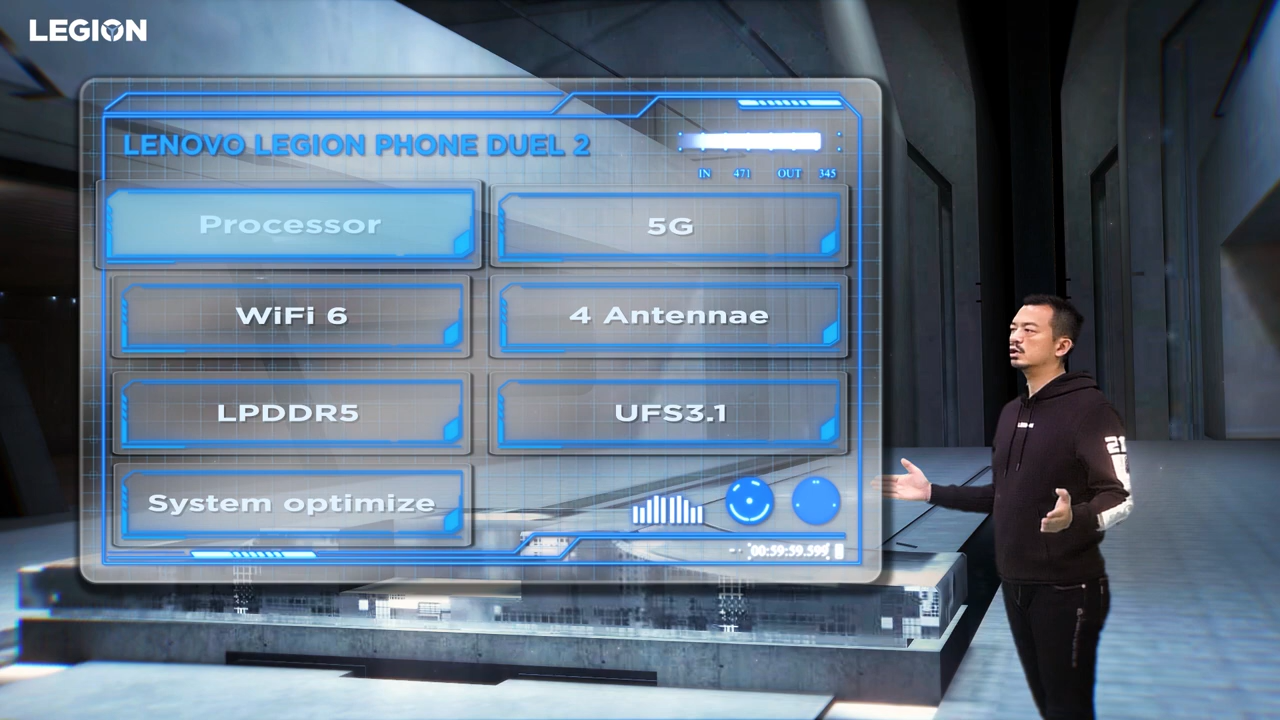 LEGION
LENOVO LEGION PHONE DUEL 2
IN 471 OUT 345
Processor
5G
WiFi 6
4 Antennae
LPDDR5
UFS3.1
System optimize
00:59:59.599
21